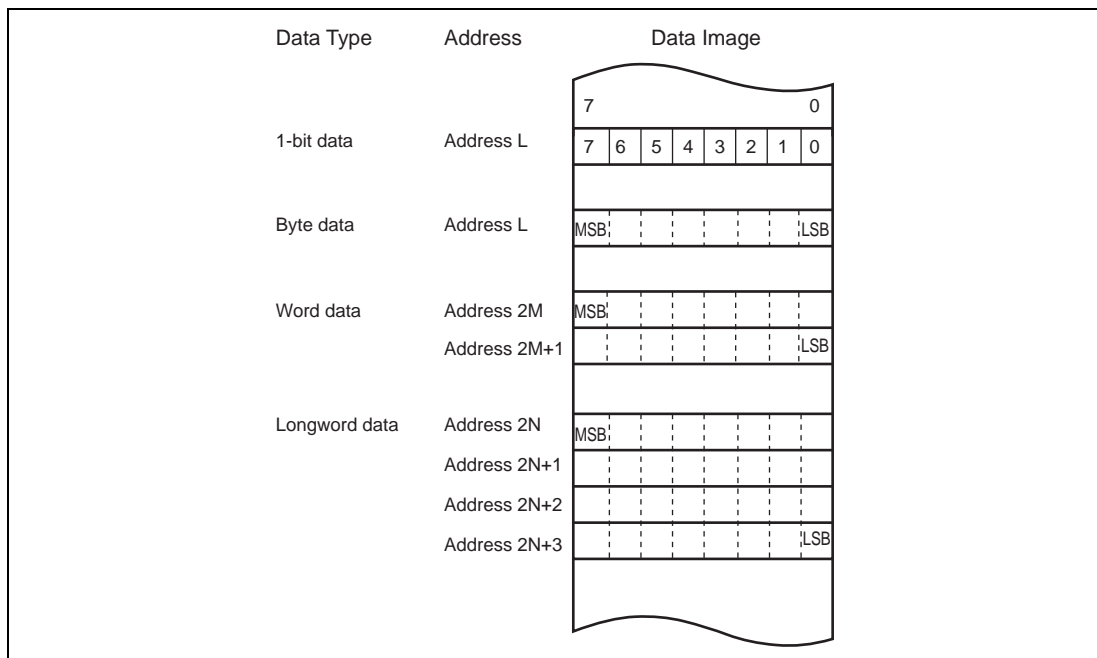 Data Type Address Data Image
7 0
1-bit data Address L 7 6 5 4 3 2 1 0
Byte data Address L MSB LSB
Word data Address 2M MSB
Address 2M+1 LSB
Longword data Address 2N MSB
Address 2N+1
Address 2N+2
Address 2N+3 LSB